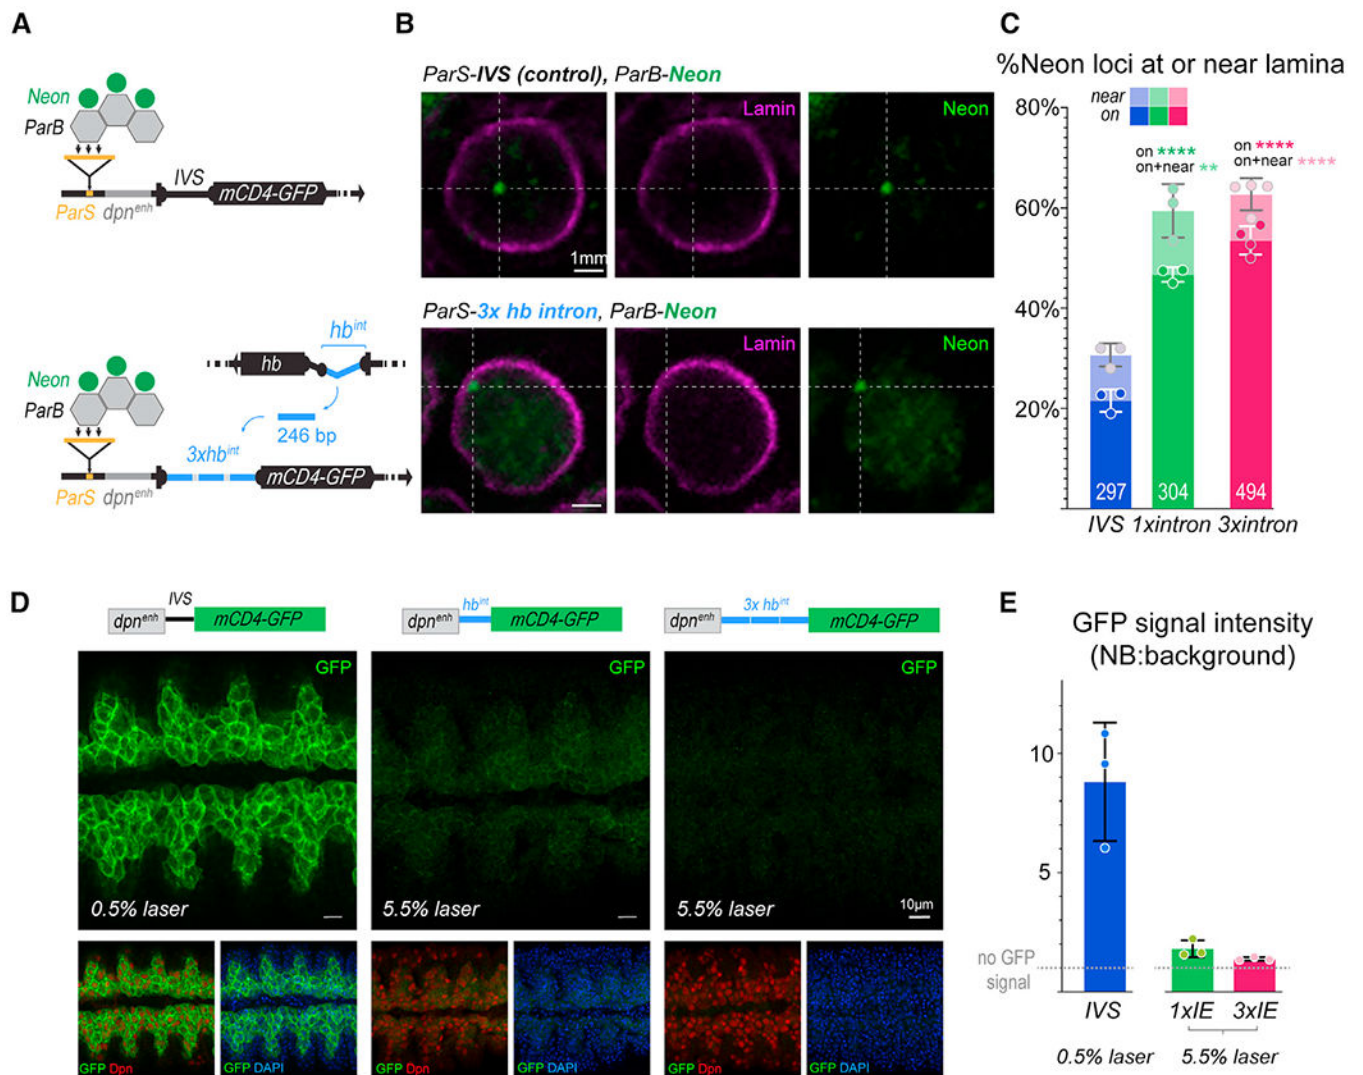 A
Neon
ParB
IVS
mCD4-GFP
ParS dpn^enh
hb^int
hb
Neon
ParB
246 bp
3xhb^int
mCD4-GFP
ParS dpn^enh
B
ParS-IVS (control), ParB-Neon
Lamin
Neon
1mm
ParS-3x hb intron, ParB-Neon
Lamin
Neon
C
%Neon loci at or near lamina
near
on
80%
60%
40%
20%
on ****
on+near **
on ****
on+near ****
297
304
494
IVS 1xintron 3xintron
D
IVS
dpn^enh mCD4-GFP
hb^int
dpn^enh mCD4-GFP
3x hb^int
dpn^enh mCD4-GFP
GFP
GFP
GFP
0.5% laser
5.5% laser
5.5% laser
10µm
GFP Dpn
GFP DAPI
GFP Dpn
GFP DAPI
GFP Dpn
GFP DAPI
E
GFP signal intensity
(NB:background)
10
5
no GFP
signal
IVS 1xIE 3xIE
0.5% laser 5.5% laser